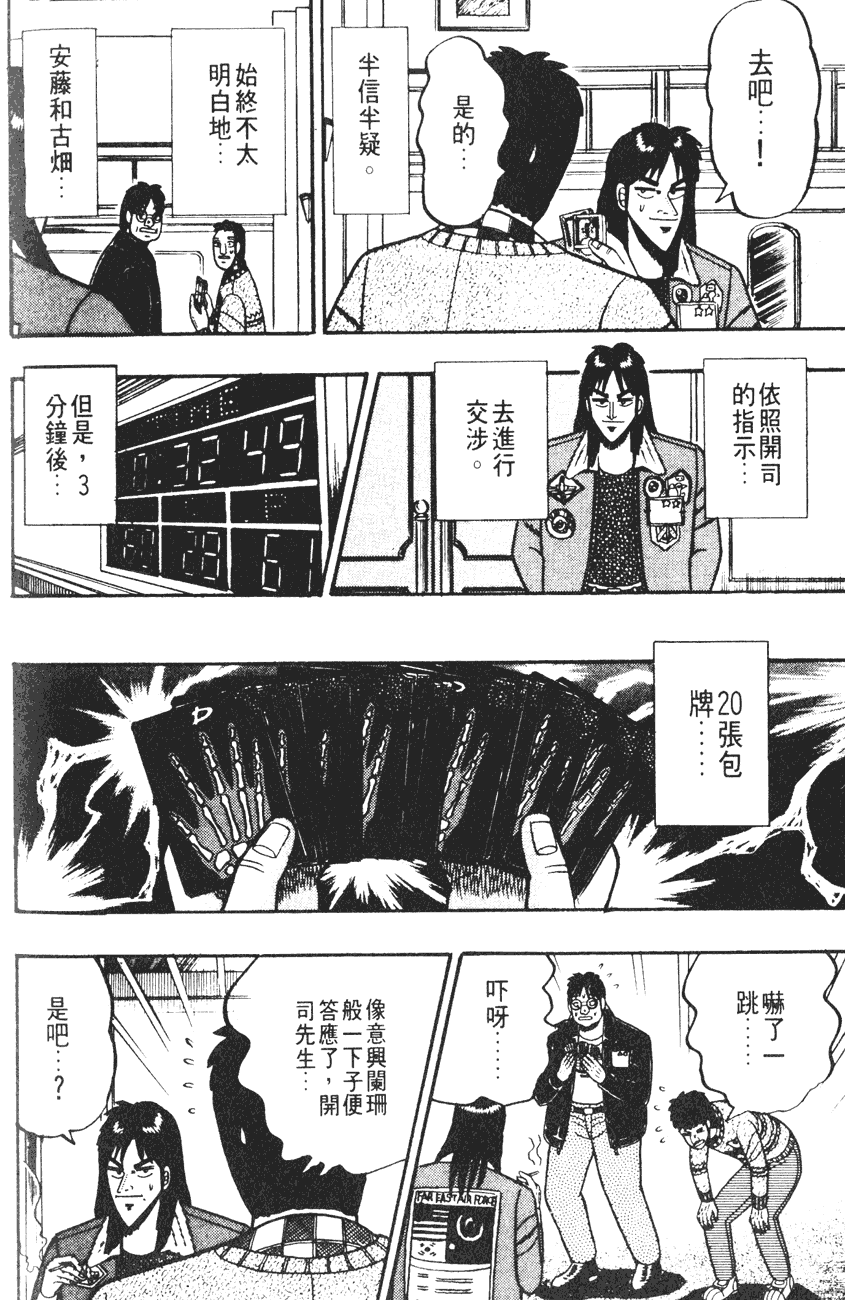 去吧…！
是的…
半信半疑。
始終不太
明白地…
安藤和古畑…
依照開司
的指示…
去進行
交涉。
但是，3
分鐘後…
TIME
32 49
20張包
牌……
嚇了一
跳……
吓呀……
像意興闌珊
般一下子便
答應了，開
司先生…
是吧…？
FAR EAST AIR FORCE